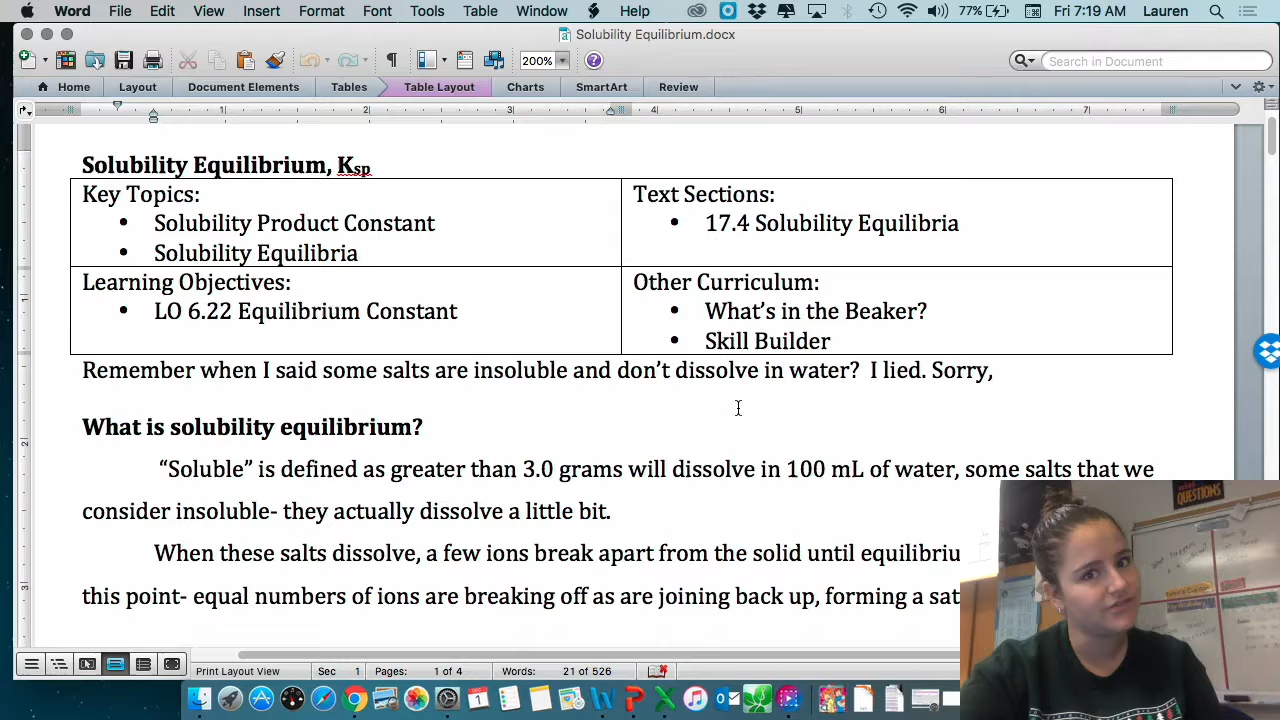 Word File Edit View Insert Format Font Tools Table Window Help 77% Fri 7:19 AM Lauren
Solubility Equilibrium.docx
200%
Search in Document
Home Layout Document Elements Tables Table Layout Charts SmartArt Review
1 2 3 4 5 6 7
Solubility Equilibrium, Ksp
Key Topics:
• Solubility Product Constant
• Solubility Equilibria
Text Sections:
• 17.4 Solubility Equilibria
Learning Objectives:
• LO 6.22 Equilibrium Constant
Other Curriculum:
• What’s in the Beaker?
• Skill Builder
Remember when I said some salts are insoluble and don’t dissolve in water? I lied. Sorry,
What is solubility equilibrium?
“Soluble” is defined as greater than 3.0 grams will dissolve in 100 mL of water, some salts that we
consider insoluble- they actually dissolve a little bit.
When these salts dissolve, a few ions break apart from the solid until equilibriu
this point- equal numbers of ions are breaking off as are joining back up, forming a sat
QUESTIONS
Print Layout View Sec 1 Pages: 1 of 4 Words: 21 of 526